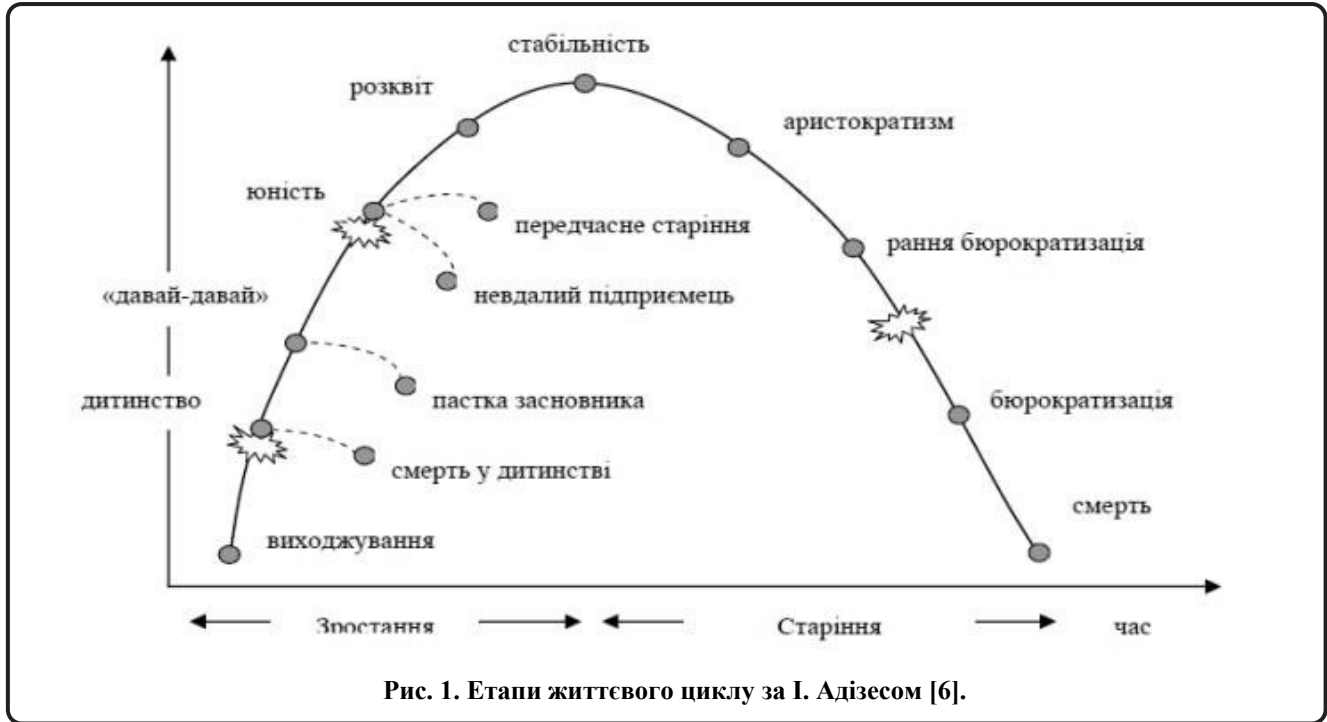 стабільність
розквіт
аристократизм
юність
передчасне старіння
рання бюрократизація
«давай-давай»
невдалий підприємець
дитинство
пастка засновника
бюрократизація
смерть у дитинстві
смерть
виходжування
Зростання
Старіння
час
Рис. 1. Етапи життєвого циклу за І. Адізесом [6].